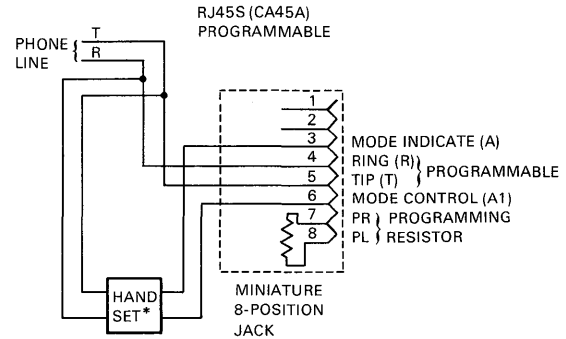 RJ45S (CA45A)
PROGRAMMABLE
PHONE
LINE
T
R
1
2
3
4
5
6
7
8
MODE INDICATE (A)
RING (R)
TIP (T)
PROGRAMMABLE
MODE CONTROL (A1)
PR
PL
PROGRAMMING
RESISTOR
HAND
SET*
MINIATURE
8-POSITION
JACK